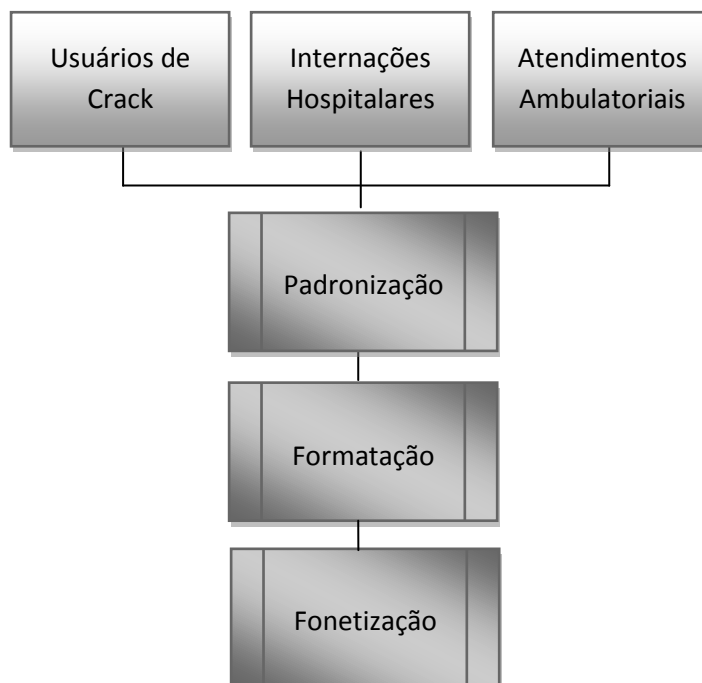 Usuários de
Crack
Internações
Hospitalares
Atendimentos
Ambulatoriais
Padronização
Formatação
Fonetização